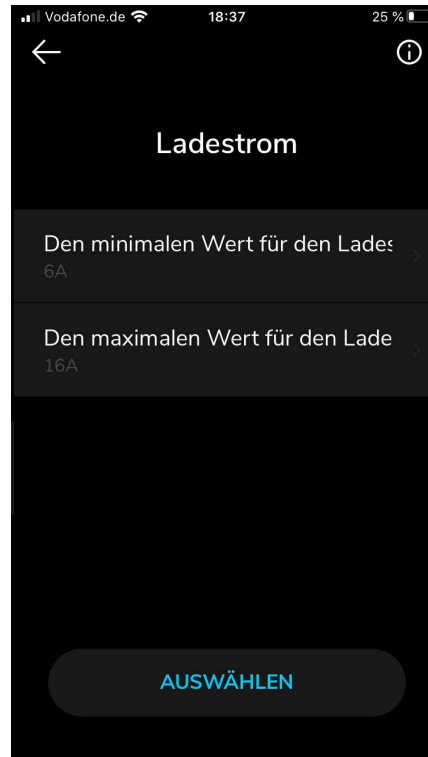 Vodafone.de 18:37 25 %
Ladestrom
Den minimalen Wert für den Lades
6A
Den maximalen Wert für den Lade
16A
AUSWÄHLEN